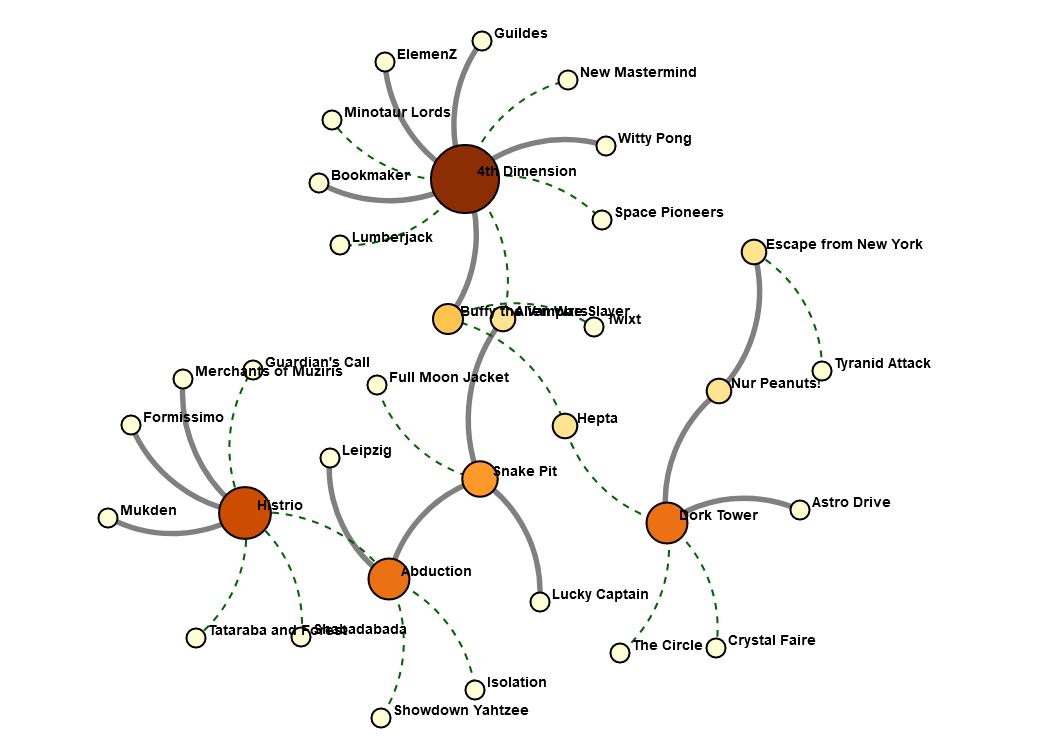 Guildes
ElemenZ
New Mastermind
Minotaur Lords
Witty Pong
4th Dimension
Bookmaker
Space Pioneers
Lumberjack
Escape from New York
Buffy the Vampire Slayer
Alien Wars
Twixt
Guardian's Call
Merchants of Muziris
Tyranid Attack
Full Moon Jacket
Nur Peanuts!
Formissimo
Hepta
Leipzig
Snake Pit
Astro Drive
Histrio
Mukden
Dork Tower
Abduction
Lucky Captain
Tataraba and Forest
Shabadabada
The Circle
Crystal Faire
Isolation
Showdown Yahtzee